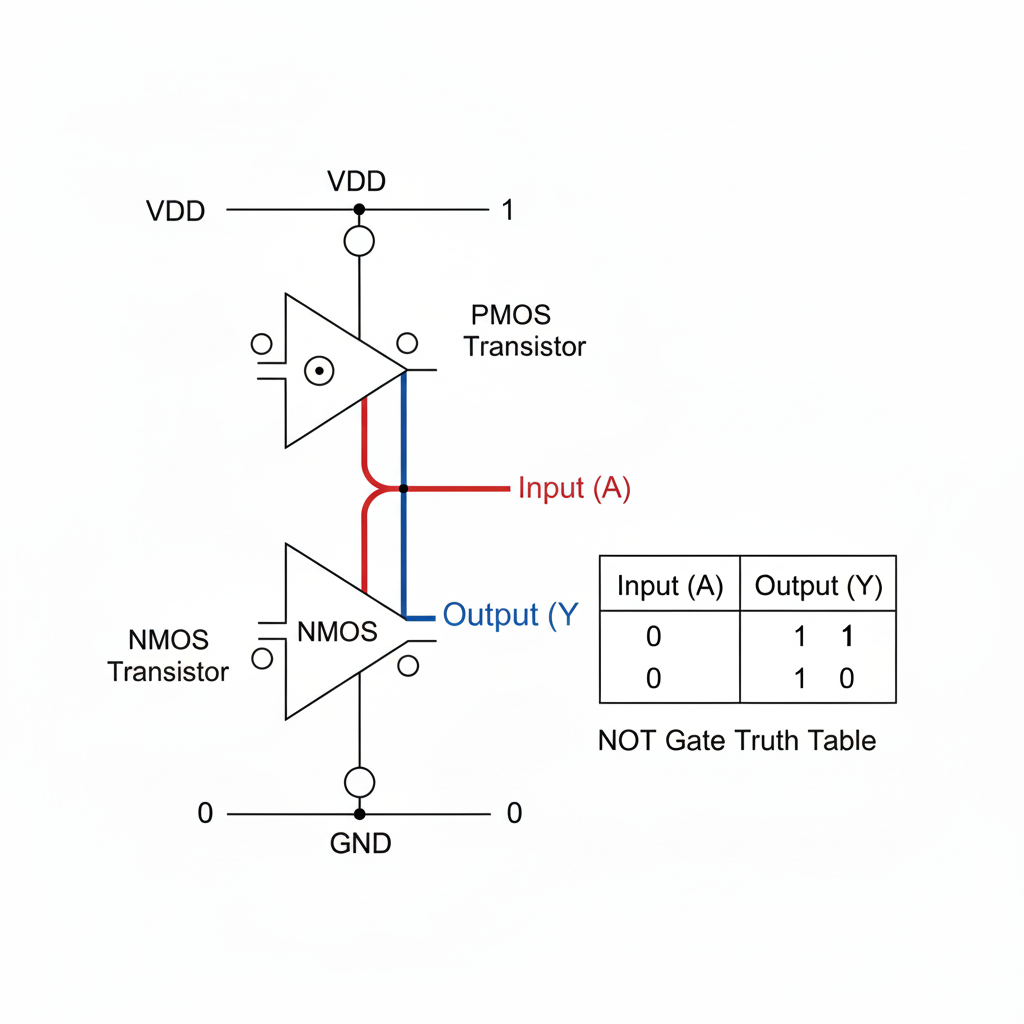 VDD
VDD
1
PMOS
Transistor
Input (A)
Output (Y
NMOS
NMOS
Transistor
Input (A) Output (Y)
0 1 1
0 1 0
NOT Gate Truth Table
0
0
GND